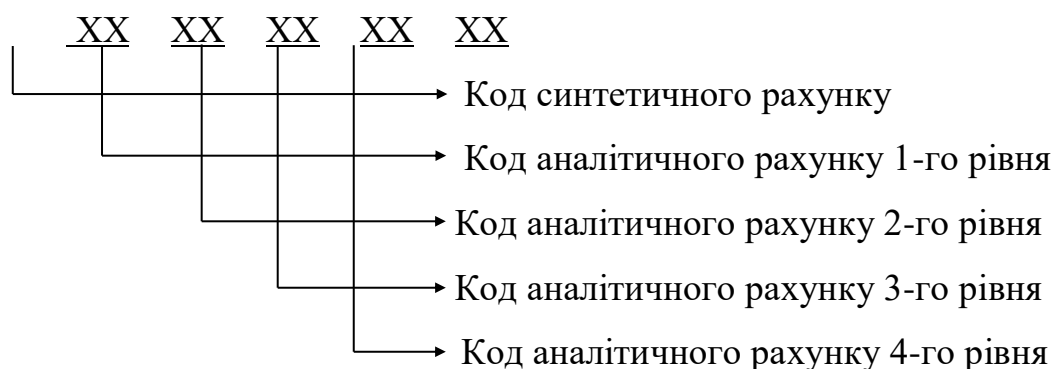 XX XX XX XX XX
Код синтетичного рахунку
Код аналітичного рахунку 1-го рівня
Код аналітичного рахунку 2-го рівня
Код аналітичного рахунку 3-го рівня
Код аналітичного рахунку 4-го рівня